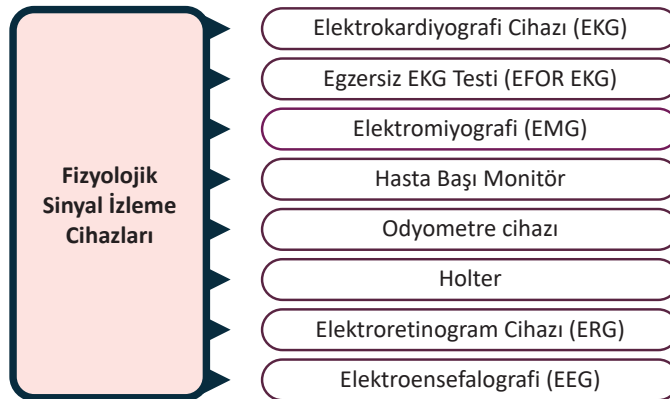 Fizyolojik
Sinyal İzleme
Cihazları
Elektrokardiyografi Cihazı (EKG)
Egzersiz EKG Testi (EFOR EKG)
Elektromiyografi (EMG)
Hasta Başı Monitör
Odyometre cihazı
Holter
Elektroretinogram Cihazı (ERG)
Elektroensefalografi (EEG)